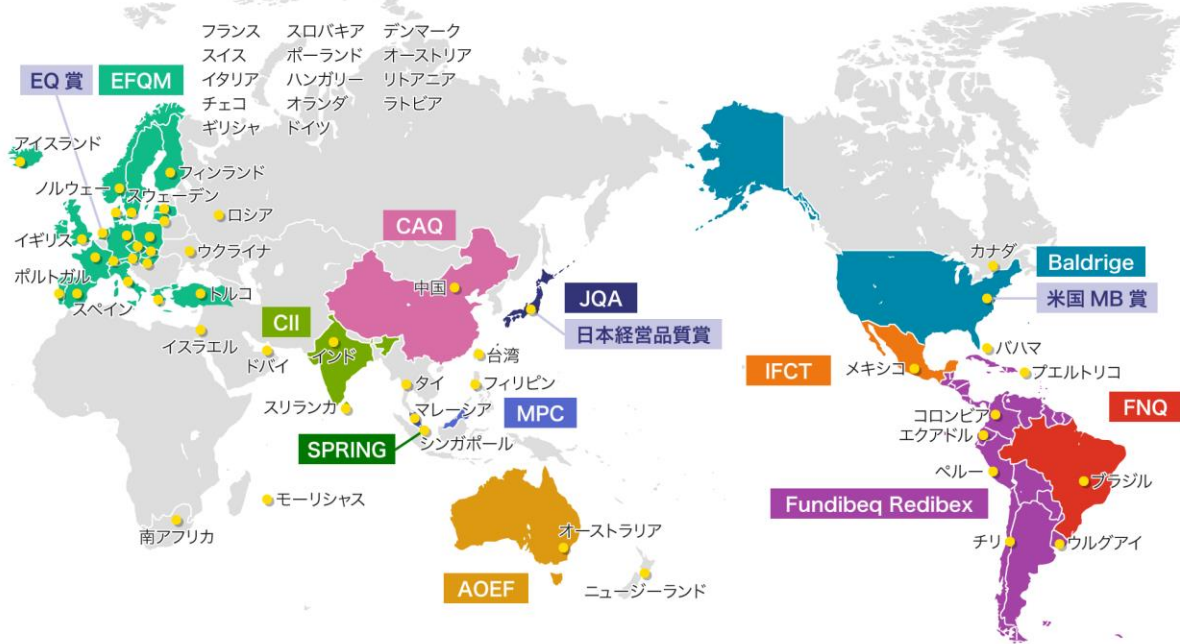 フランス スロバキア デンマーク
スイス ポーランド オーストリア
イタリア ハンガリー リトアニア
チェコ オランダ ラトビア
ギリシャ ドイツ
EQ 賞
EFQM
アイスランド
ノルウェー
フィンランド
スウェーデン
ロシア
イギリス
ウクライナ
ポルトガル
スペイン
トルコ
イスラエル
ドバイ
CAQ
中国
JQA
日本経営品質賞
CII
インド
台湾
タイ
フィリピン
スリランカ
マレーシア
MPC
シンガポール
SPRING
モーリシャス
南アフリカ
オーストラリア
AOEF
ニュージーランド
カナダ
Baldrige
米国 MB 賞
バハマ
IFCT
メキシコ
プエルトリコ
コロンビア
FNQ
エクアドル
ペルー
ブラジル
Fundibeq Redibex
チリ
ウルグアイ